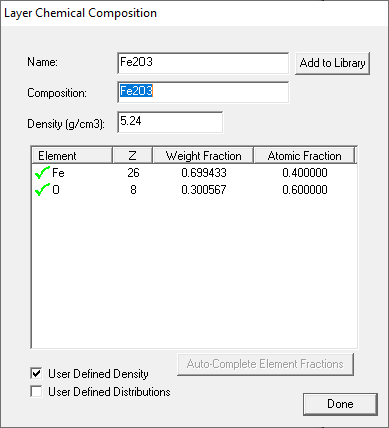 Layer Chemical Composition
Name: Fe2O3 Add to Library
Composition: Fe2O3
Density (g/cm3): 5.24
Element Z Weight Fraction Atomic Fraction
Fe 26 0.699433 0.400000
O 8 0.300567 0.600000
Auto-Complete Element Fractions
User Defined Density
User Defined Distributions
Done